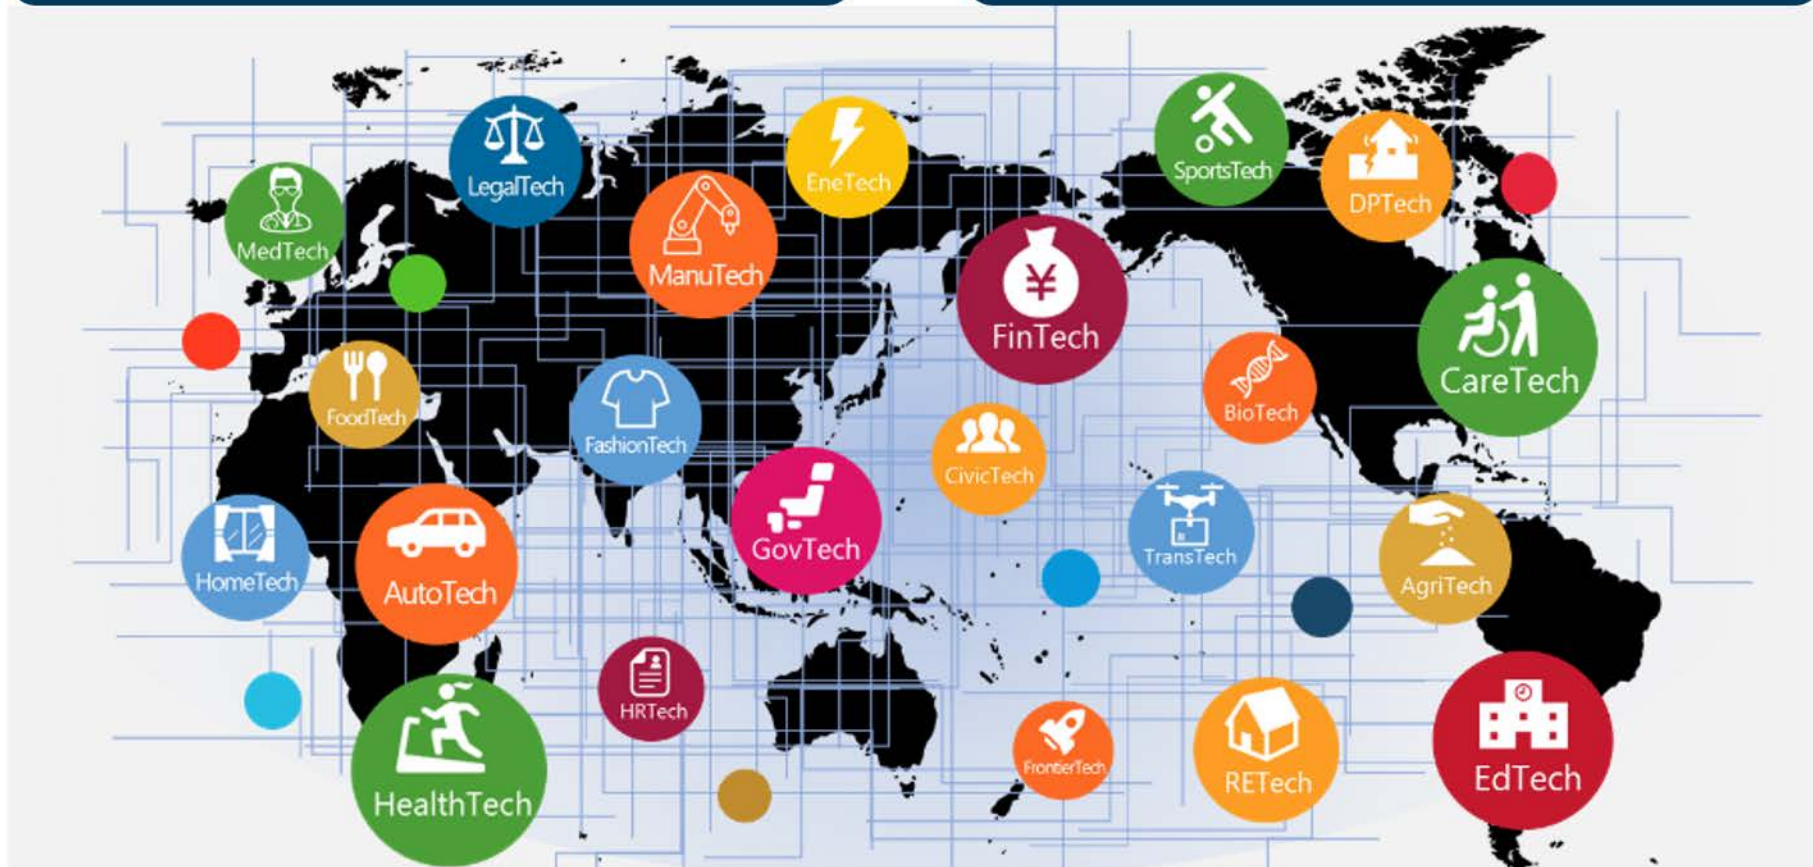 LegalTech
EneTech
SportsTech
DPTech
MedTech
ManuTech
FinTech
¥
CareTech
FoodTech
FashionTech
BioTech
CivicTech
GovTech
TransTech
HomeTech
AutoTech
AgriTech
HRTech
FrontierTech
RETech
EdTech
HealthTech